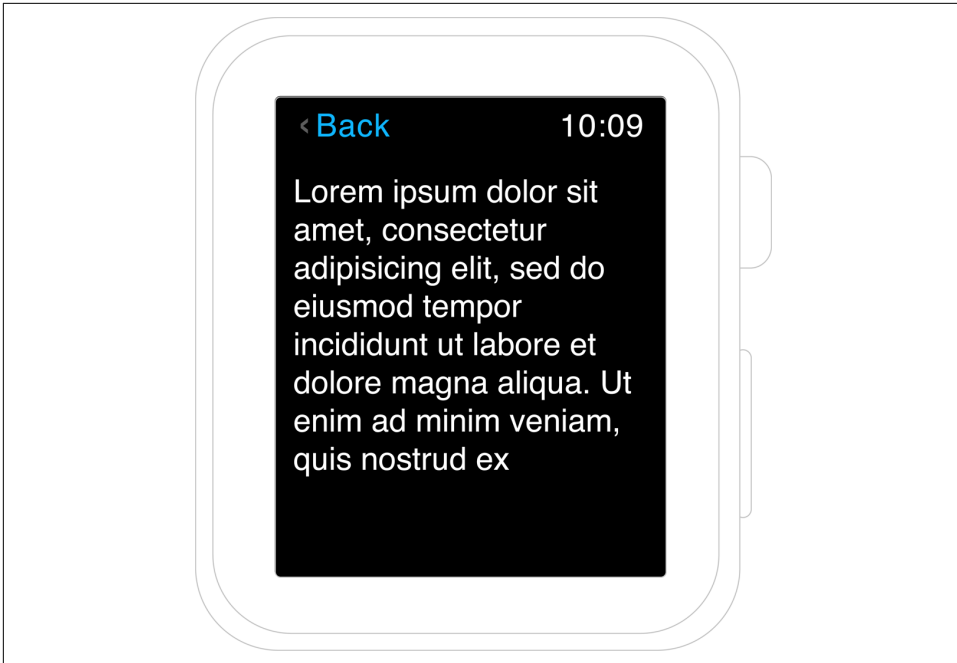 ‹Back 10:09
Lorem ipsum dolor sit
amet, consectetur
adipisicing elit, sed do
eiusmod tempor
incididunt ut labore et
dolore magna aliqua. Ut
enim ad minim veniam,
quis nostrud ex